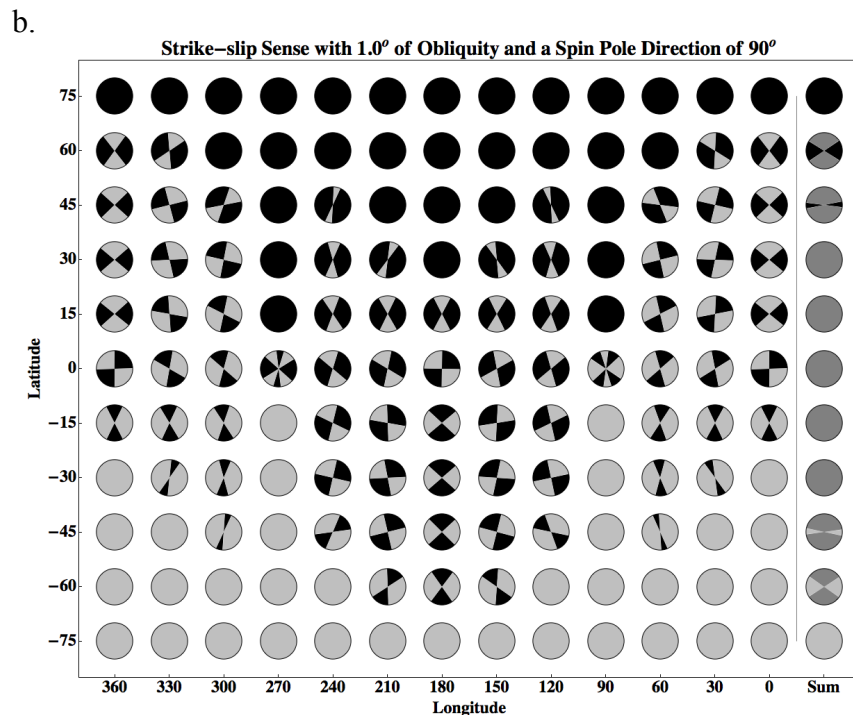 b.
Strike−slip Sense with 1.0° of Obliquity and a Spin Pole Direction of 90°
75
60
45
30
15
0
−15
−30
−45
−60
−75
Latitude
360 330 300 270 240 210 180 150 120 90 60 30 0 Sum
Longitude